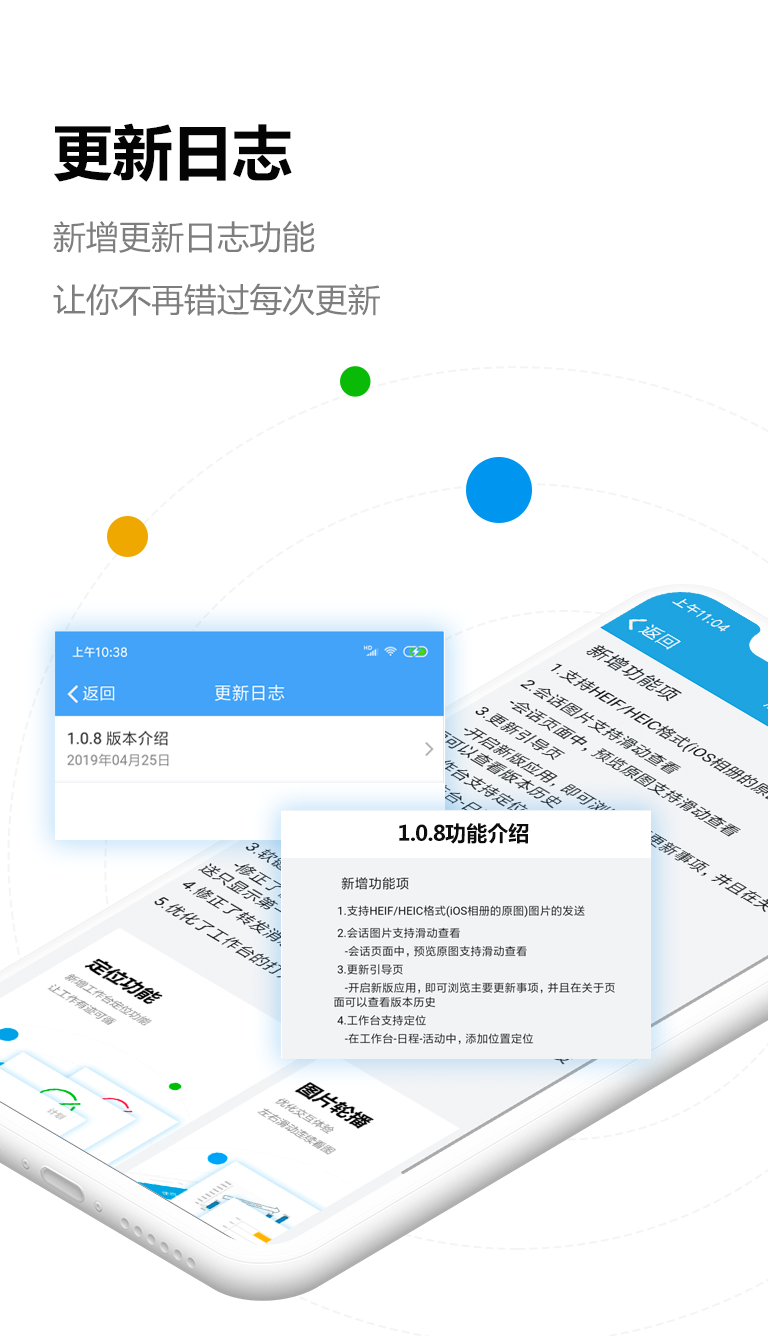 更新日志
新增更新日志功能
让你不再错过每次更新
上午11:04
返回
新增功能项
1.支持HEIF/HEIC格式(iOS相册的原
2.会话图片支持滑动查看
-会话页面中，预览原图支持滑动查看
3.更新引导页
-开启新版应用，即可浏
更新事项，并且在关
可以查看版本历史
作台支持定位
上午10:38
HD
返回
更新日志
1.0.8 版本介绍
2019年04月25日
1.0.8功能介绍
新增功能项
1.支持HEIF/HEIC格式(iOS相册的原图)图片的发送
2.会话图片支持滑动查看
-会话页面中, 预览原图支持滑动查看
3.更新引导页
-开启新版应用, 即可浏览主要更新事项, 并且在关于页
面可以查看版本历史
4.工作台支持定位
-在工作台-日程-活动中, 添加位置定位
3.软键
-修正了
送只显示第一
4.修正了转发消
5.优化了工作台的打
定位功能
新增工作台定位功能
让工作有迹可循
计划
图片轮播
优化交互体验
左右滑动连续看图